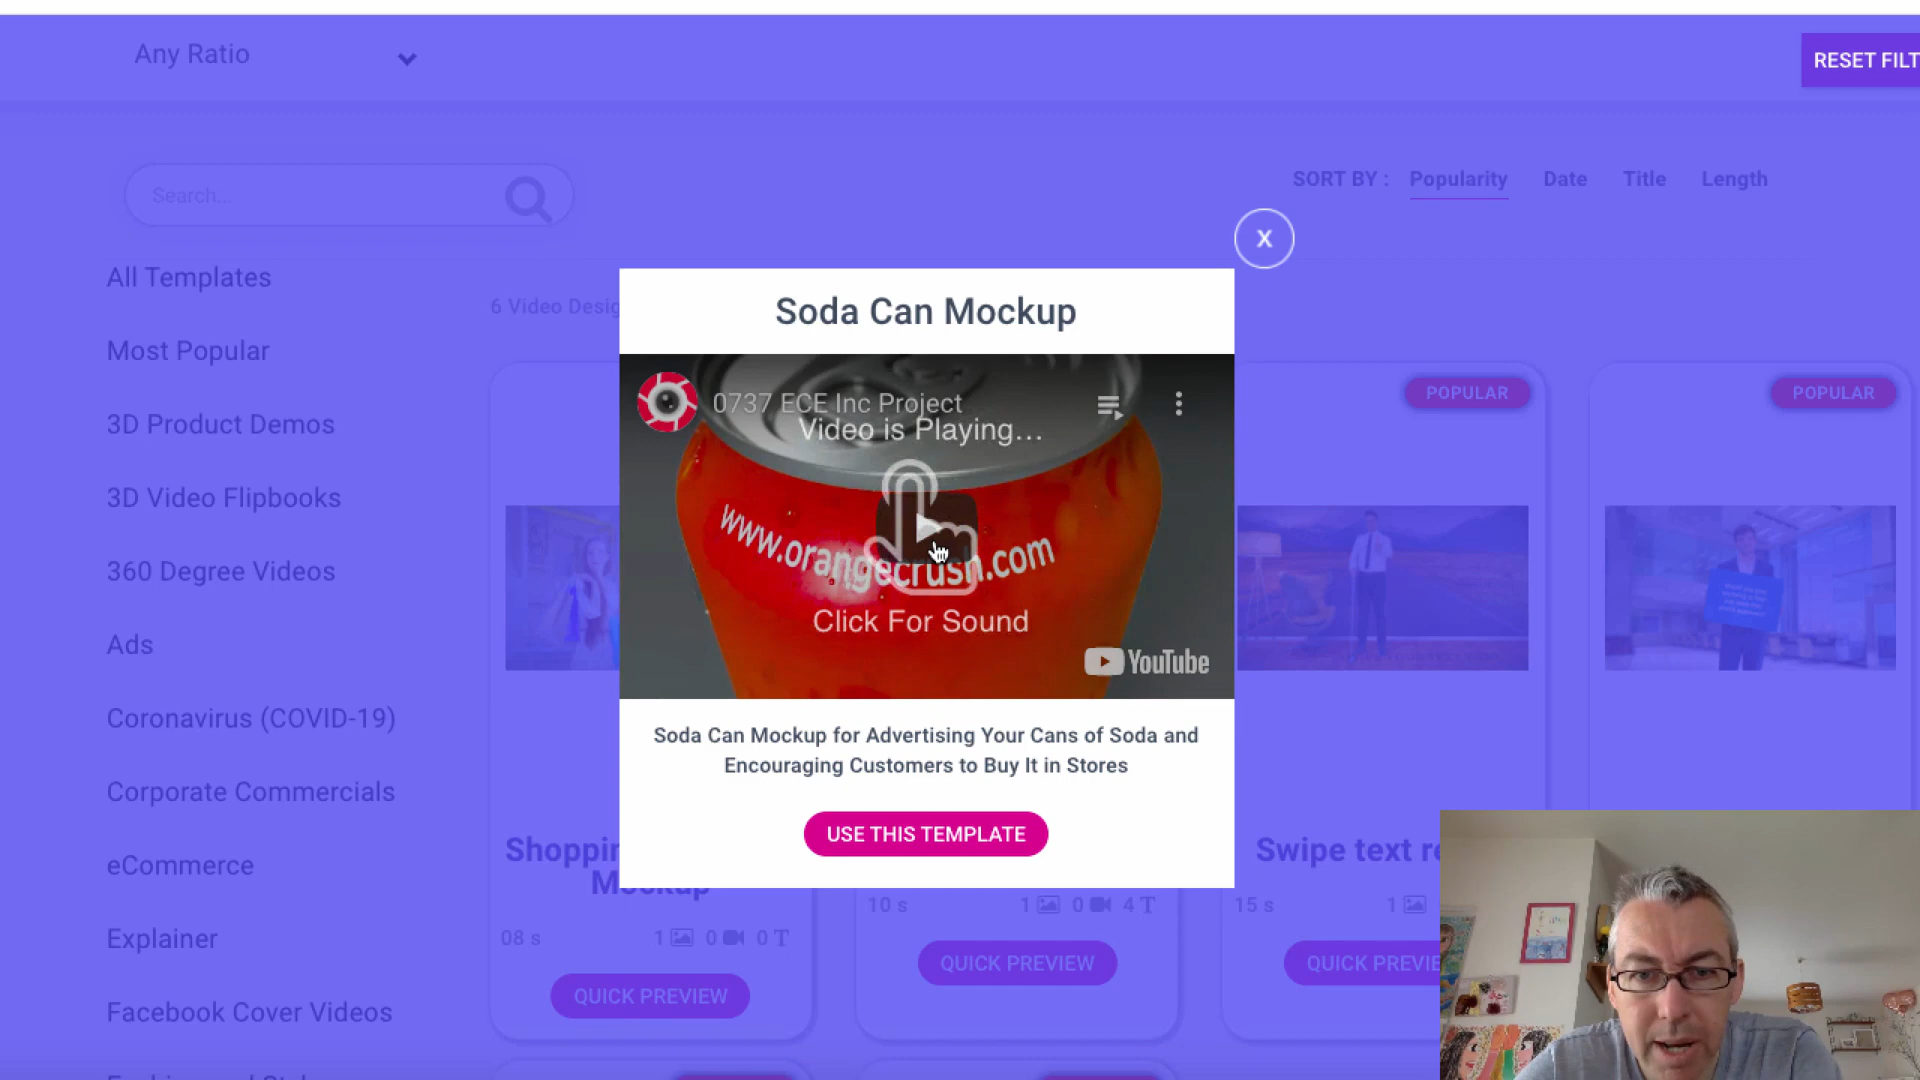 Any Ratio
RESET FILT
Search...
SORT BY : Popularity Date Title Length
X
All Templates
Most Popular
3D Product Demos
3D Video Flipbooks
360 Degree Videos
Ads
Coronavirus (COVID-19)
Corporate Commercials
eCommerce
Explainer
Facebook Cover Videos
6 Video Desig
Soda Can Mockup
0737 ECE Inc Project
Video is Playing...
www.orangecrush.com
Click For Sound
YouTube
Soda Can Mockup for Advertising Your Cans of Soda and
Encouraging Customers to Buy It in Stores
USE THIS TEMPLATE
POPULAR
POPULAR
Shoppin
Mockup
08 s 1 0 0 T
QUICK PREVIEW
10 s 1 0 4 T
QUICK PREVIEW
Swipe text re
15 s 1
QUICK PREVIE